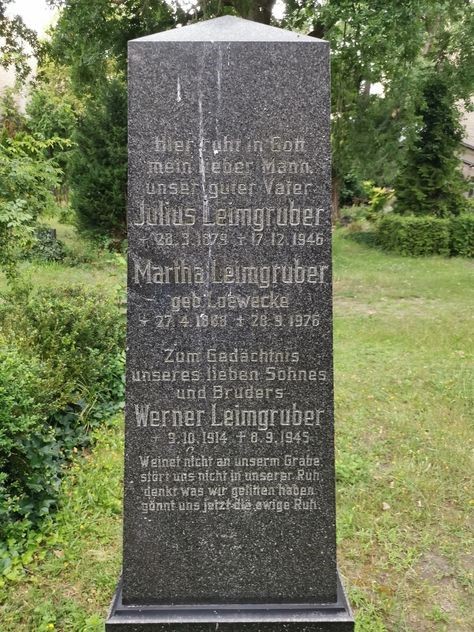 Hier ruht in Gott
mein lieber Mann,
unser guter Vater
Julius Leimgruber
* 28.3.1879 + 17.12.1946
Martha Leimgruber
geb. Loewecke
* 27.4.1888 + 28.9.1976
Zum Gedächtnis
unseres lieben Sohnes
und Bruders
Werner Leimgruber
* 9.10.1914 + 8.9.1945
Weinet nicht an unserm Grabe,
stört uns nicht in unserer Ruh,
denkt was wir gelitten haben,
gönnt uns jetzt die ewige Ruh.